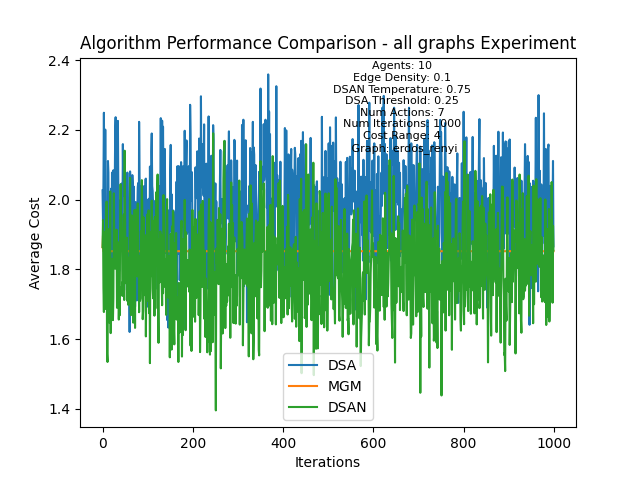 Algorithm Performance Comparison - all graphs Experiment
Agents: 10
Edge Density: 0.1
DSAN Temperature: 0.75
DSA Threshold: 0.25
Num Actions: 7
Num Iterations: 1000
Cost Range: 4
Graph: erdos_renyi
2.4
2.2
2.0
1.8
1.6
1.4
Average Cost
DSA
MGM
DSAN
0
200
400
600
800
1000
Iterations